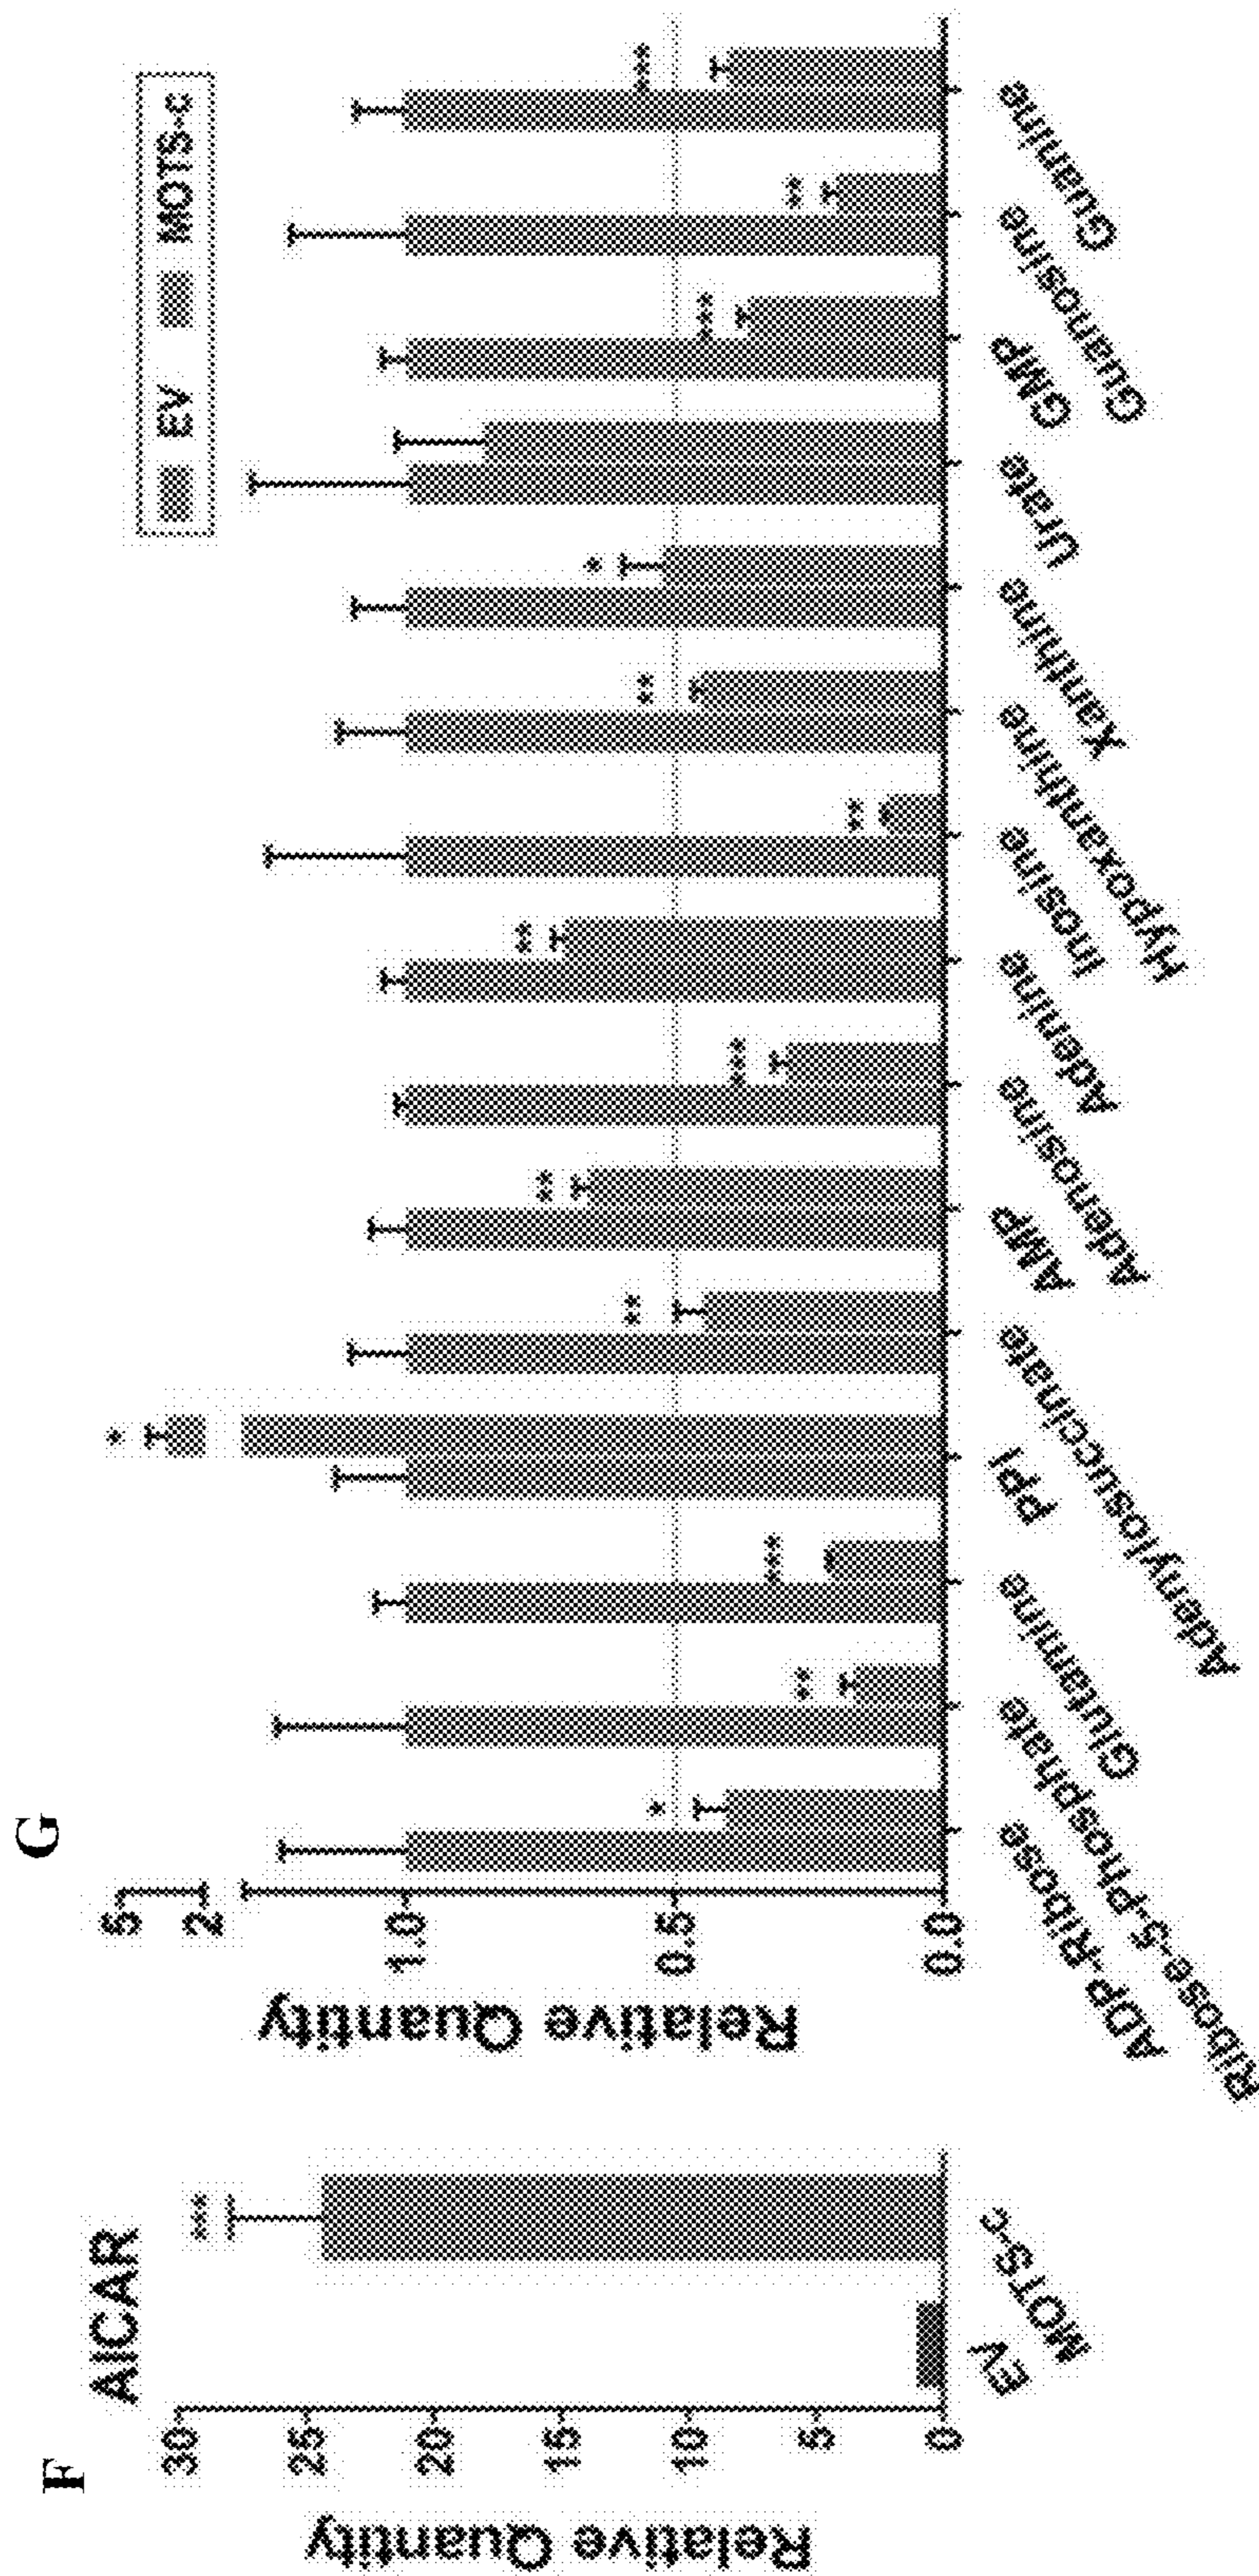 F
AICAR
Relative Quantity
30
25
20
15
10
5
0
***
EV
MOTS-c
G
EV MOTS-c
Relative Quantity
5
2
1.0
0.5
0.0
*
**
***
*
**
**
***
**
**
**
*
***
**
***
ADP-Ribose
Ribose-5-Phosphate
Glutamine
PPi
Adenylosuccinate
AMP
Adenosine
Adenine
Inosine
Hypoxanthine
Xanthine
Urate
GMP
Guanosine
Guanine